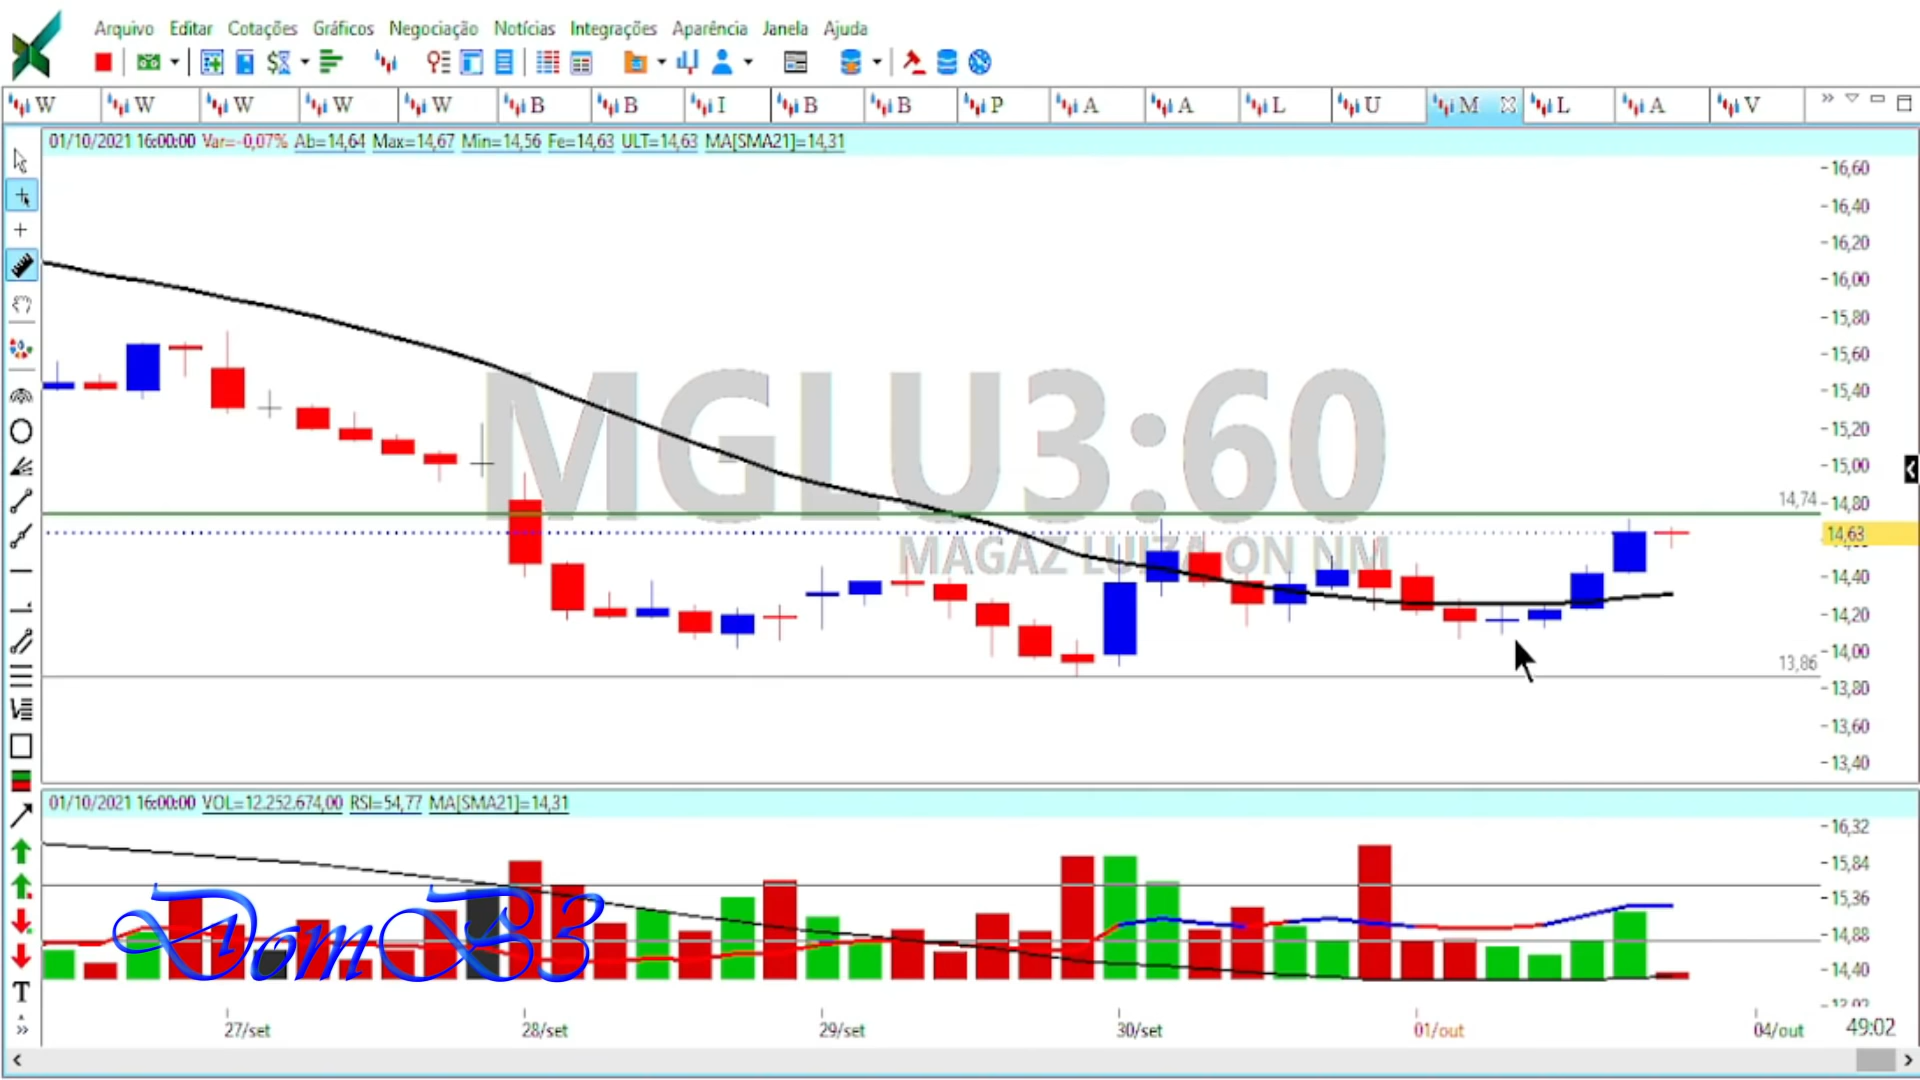 Arquivo Editar Cotações Gráficos Negociação Notícias Integrações Aparência Janela Ajuda
W W W W W B B I B B P A A L U M L A V
01/10/2021 16:00:00 Var=-0,07% Ab=14,64 Max=14,67 Min=14,56 Fe=14,63 ULT=14,63 MA[SMA21]=14,31
16,60
16,40
16,20
16,00
15,80
15,60
15,40
15,20
15,00
14,80
14,74
14,63
14,40
14,20
14,00
13,86
13,80
13,60
13,40
MGLU3:60
MAGAZ LUIZA ON NM
01/10/2021 16:00:00 VOL=12.252.674,00 RSI=54,77 MA[SMA21]=14,31
16,32
15,84
15,36
14,88
14,40
DomB3
T
27/set 28/set 29/set 30/set 01/out 04/out 49:02